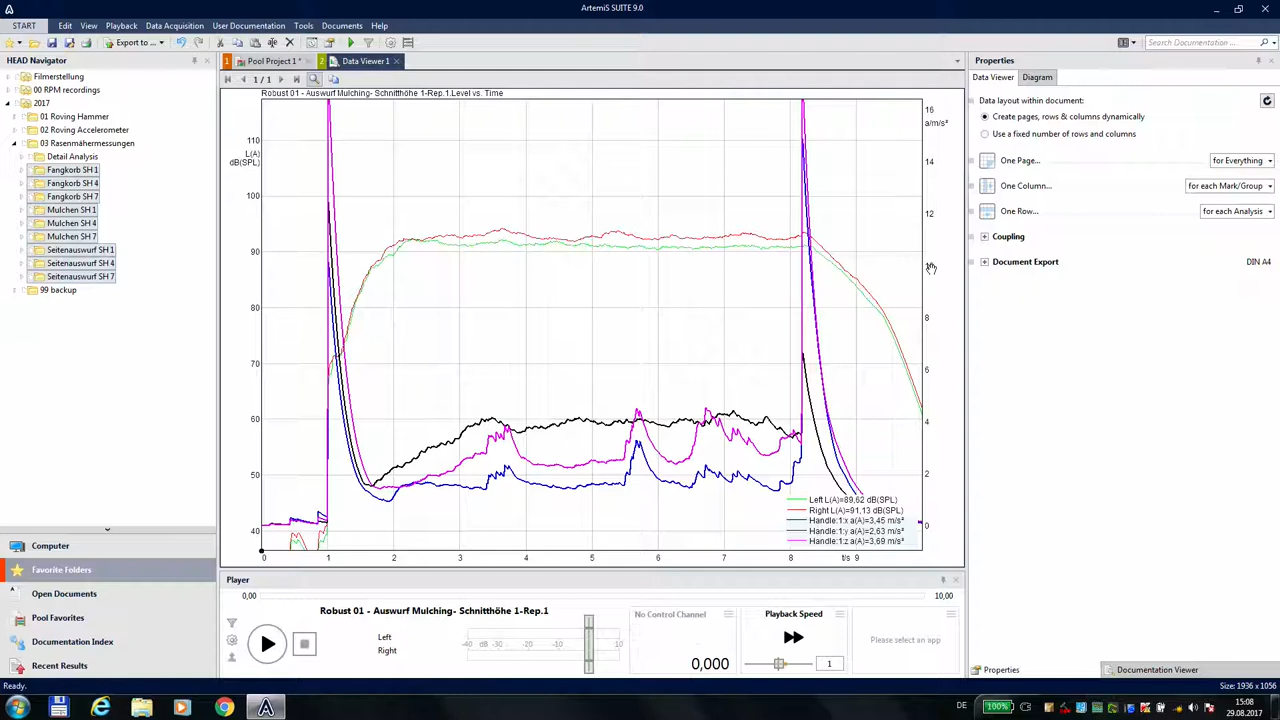 ArtemiS SUITE 9.0
START Edit View Playback Data Acquisition User Documentation Tools Documents Help
Export to ...
Search Documentation ...
HEAD Navigator
Filmerstellung
00 RPM recordings
2017
01 Roving Hammer
02 Roving Accelerometer
03 Rasenmähermessungen
Detail Analysis
Fangkorb SH 1
Fangkorb SH 4
Fangkorb SH 7
Mulchen SH 1
Mulchen SH 4
Mulchen SH 7
Seitenauswurf SH 1
Seitenauswurf SH 4
Seitenauswurf SH 7
99 backup
Computer
Favorite Folders
Open Documents
Pool Favorites
Documentation Index
Recent Results
1 Pool Project 1 * 2 Data Viewer 1
1 / 1
Robust 01 - Auswurf Mulching- Schnitthöhe 1-Rep.1.Level vs. Time
L(A)
dB(SPL)
110
100
90
80
70
60
50
40
0 1 2 3 4 5 6 7 8 t/s 9
16
a/m/s²
14
12
8
6
4
2
0
Left L(A)=89,62 dB(SPL)
Right L(A)=91,13 dB(SPL)
Handle:1:x a(A)=3,45 m/s²
Handle:1:y a(A)=2,63 m/s²
Handle:1:z a(A)=3,69 m/s²
Player
0,00 10,00
Robust 01 - Auswurf Mulching- Schnitthöhe 1-Rep.1
Left
Right
-40 dB -30 -20 -10 0 10
No Control Channel
0,000
Playback Speed
1
Please select an app
Properties
Data Viewer Diagram
Data layout within document:
Create pages, rows & columns dynamically
Use a fixed number of rows and columns
One Page... for Everything
One Column... for each Mark/Group
One Row... for each Analysis
Coupling
Document Export DIN A4
Properties Documentation Viewer
Ready.
Size: 1936 x 1056
DE 100%
15:08
29.08.2017